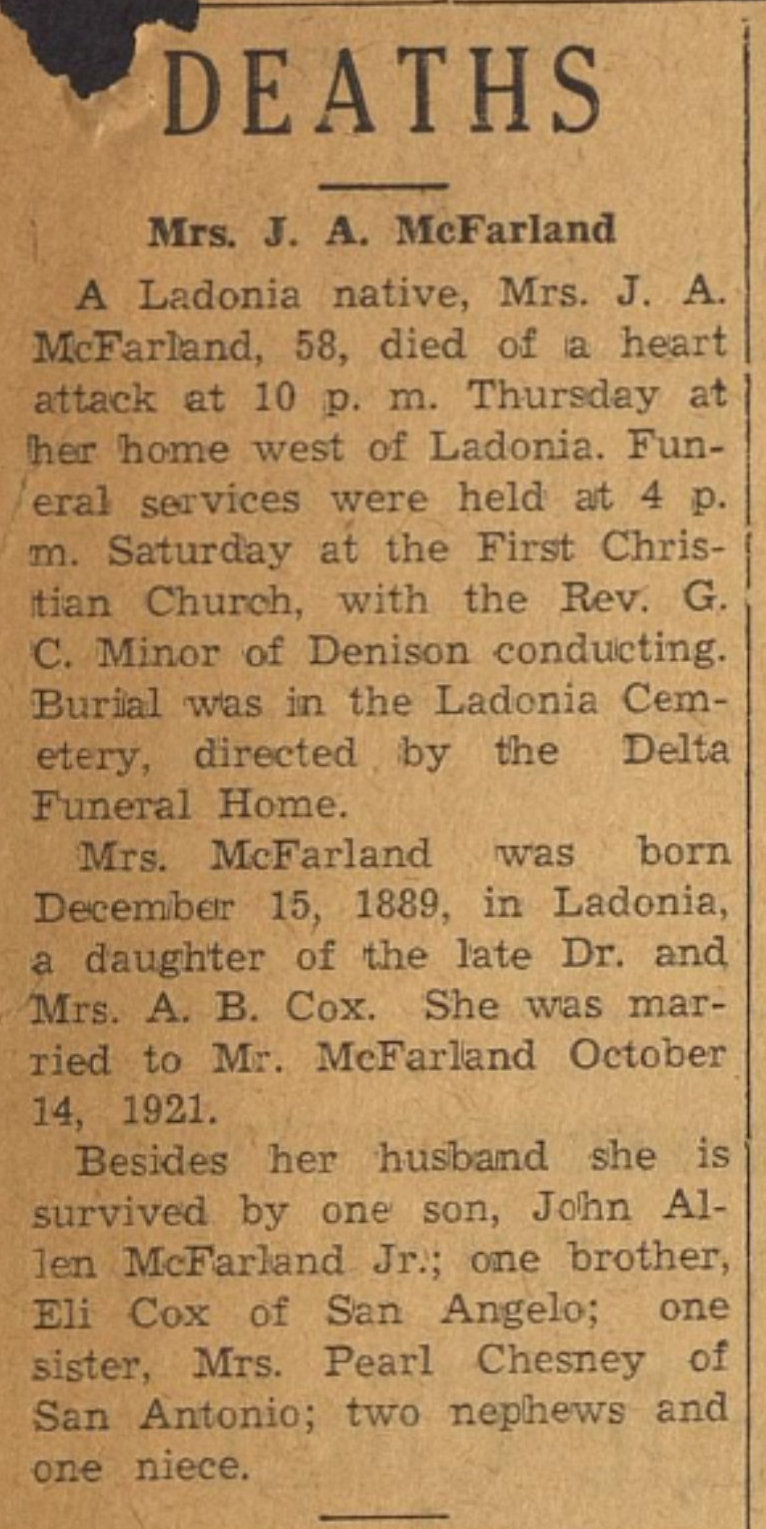 DEATHS
Mrs. J. A. McFarland
A Ladonia native, Mrs. J. A.
McFarland, 58, died of a heart
attack at 10 p. m. Thursday at
her home west of Ladonia. Fun-
eral services were held at 4 p.
m. Saturday at the First Chris-
tian Church, with the Rev. G.
C. Minor of Denison conducting.
Burial was in the Ladonia Cem-
etery, directed by the Delta
Funeral Home.
Mrs. McFarland was born
December 15, 1889, in Ladonia,
a daughter of the late Dr. and
Mrs. A. B. Cox. She was mar-
ried to Mr. McFarland October
14, 1921.
Besides her husband she is
survived by one son, John Al-
len McFarland Jr.; one brother,
Eli Cox of San Angelo; one
sister, Mrs. Pearl Chesney of
San Antonio; two nephews and
one niece.